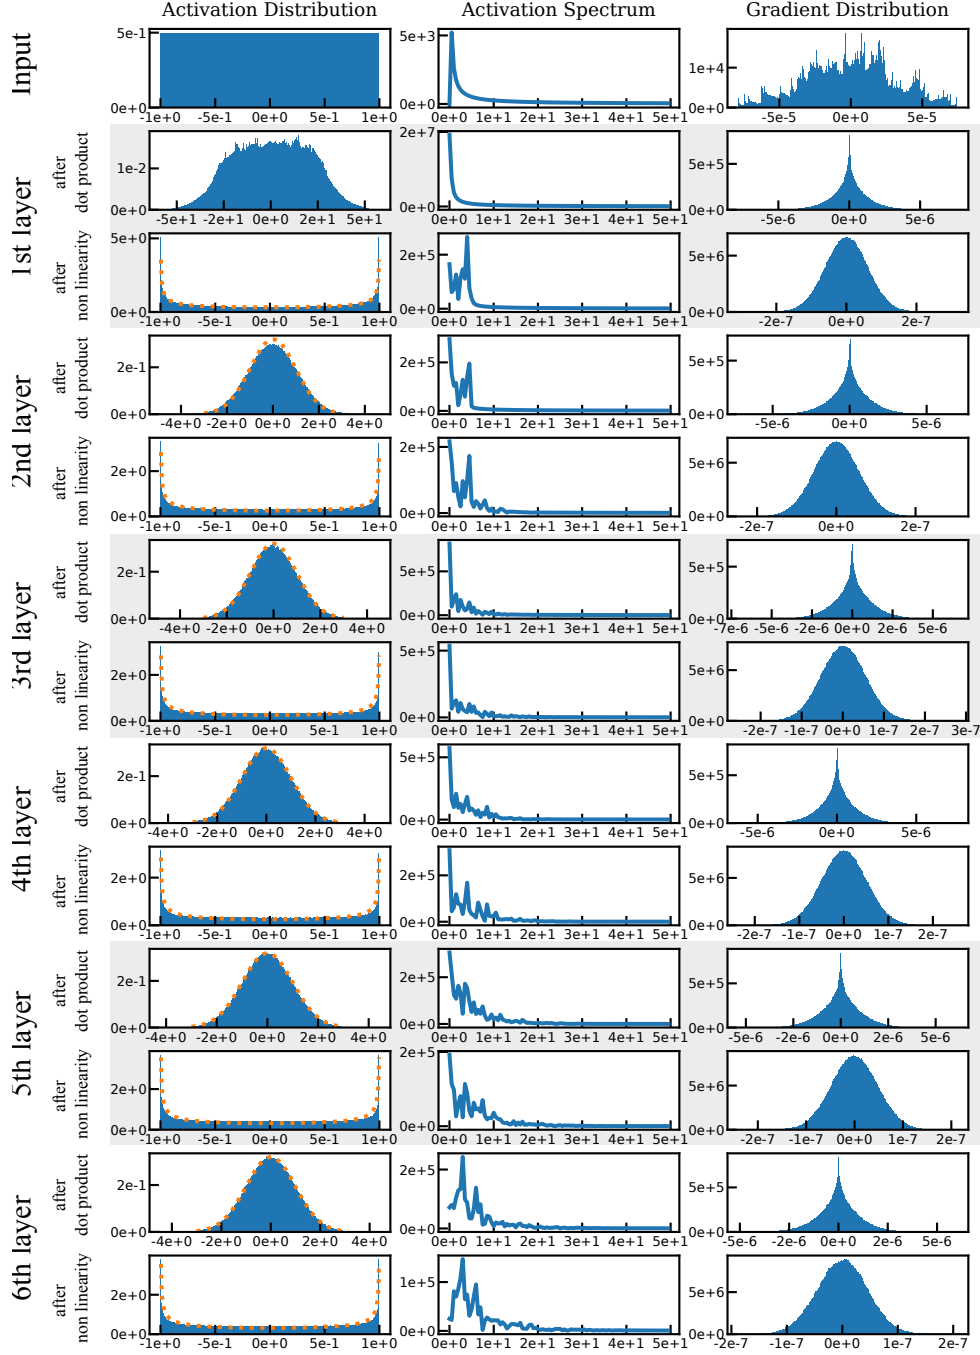 Activation Distribution Activation Spectrum Gradient Distribution
Input
5e-1
0e+0
-1e+0 -5e-1 0e+0 5e-1 1e+0
5e+3
0e+0
0e+0 1e+1 2e+1 3e+1 4e+1 5e+1
1e+4
0e+0
-5e-5 0e+0 5e-5
1st layer
after
dot product
1e-2
0e+0
-5e+1 -2e+1 0e+0 2e+1 5e+1
2e+7
0e+0
0e+0 1e+1 2e+1 3e+1 4e+1 5e+1
5e+5
0e+0
-5e-6 0e+0 5e-6
after
non linearity
5e+0
0e+0
-1e+0 -5e-1 0e+0 5e-1 1e+0
2e+5
0e+0
0e+0 1e+1 2e+1 3e+1 4e+1 5e+1
5e+6
0e+0
-2e-7 0e+0 2e-7
2nd layer
after
dot product
2e-1
0e+0
-4e+0 -2e+0 0e+0 2e+0 4e+0
2e+5
0e+0
0e+0 1e+1 2e+1 3e+1 4e+1 5e+1
5e+5
0e+0
-5e-6 0e+0 5e-6
after
non linearity
2e+0
0e+0
-1e+0 -5e-1 0e+0 5e-1 1e+0
2e+5
0e+0
0e+0 1e+1 2e+1 3e+1 4e+1 5e+1
5e+6
0e+0
-2e-7 0e+0 2e-7
3rd layer
after
dot product
2e-1
0e+0
-4e+0 -2e+0 0e+0 2e+0 4e+0
5e+5
0e+0
0e+0 1e+1 2e+1 3e+1 4e+1 5e+1
5e+5
0e+0
-7e-6 -5e-6 -2e-6 0e+0 2e-6 5e-6
after
non linearity
2e+0
0e+0
-1e+0 -5e-1 0e+0 5e-1 1e+0
5e+5
0e+0
0e+0 1e+1 2e+1 3e+1 4e+1 5e+1
5e+6
0e+0
-2e-7 -1e-7 0e+0 1e-7 2e-7 3e-7
4th layer
after
dot product
2e-1
0e+0
-4e+0 -2e+0 0e+0 2e+0 4e+0
5e+5
0e+0
0e+0 1e+1 2e+1 3e+1 4e+1 5e+1
5e+5
0e+0
-5e-6 0e+0 5e-6
after
non linearity
2e+0
0e+0
-1e+0 -5e-1 0e+0 5e-1 1e+0
2e+5
0e+0
0e+0 1e+1 2e+1 3e+1 4e+1 5e+1
5e+6
0e+0
-2e-7 -1e-7 0e+0 1e-7 2e-7
5th layer
after
dot product
2e-1
0e+0
-4e+0 -2e+0 0e+0 2e+0 4e+0
2e+5
0e+0
0e+0 1e+1 2e+1 3e+1 4e+1 5e+1
5e+5
0e+0
-5e-6 -2e-6 0e+0 2e-6 5e-6
after
non linearity
2e+0
0e+0
-1e+0 -5e-1 0e+0 5e-1 1e+0
2e+5
0e+0
0e+0 1e+1 2e+1 3e+1 4e+1 5e+1
5e+6
0e+0
-2e-7 -1e-7 0e+0 1e-7 2e-7
6th layer
after
dot product
2e-1
0e+0
-4e+0 -2e+0 0e+0 2e+0 4e+0
2e+5
0e+0
0e+0 1e+1 2e+1 3e+1 4e+1 5e+1
5e+5
0e+0
-5e-6 -2e-6 0e+0 2e-6 5e-6
after
non linearity
2e+0
0e+0
-1e+0 -5e-1 0e+0 5e-1 1e+0
1e+5
0e+0
0e+0 1e+1 2e+1 3e+1 4e+1 5e+1
5e+6
0e+0
-2e-7 -1e-7 0e+0 1e-7 2e-7